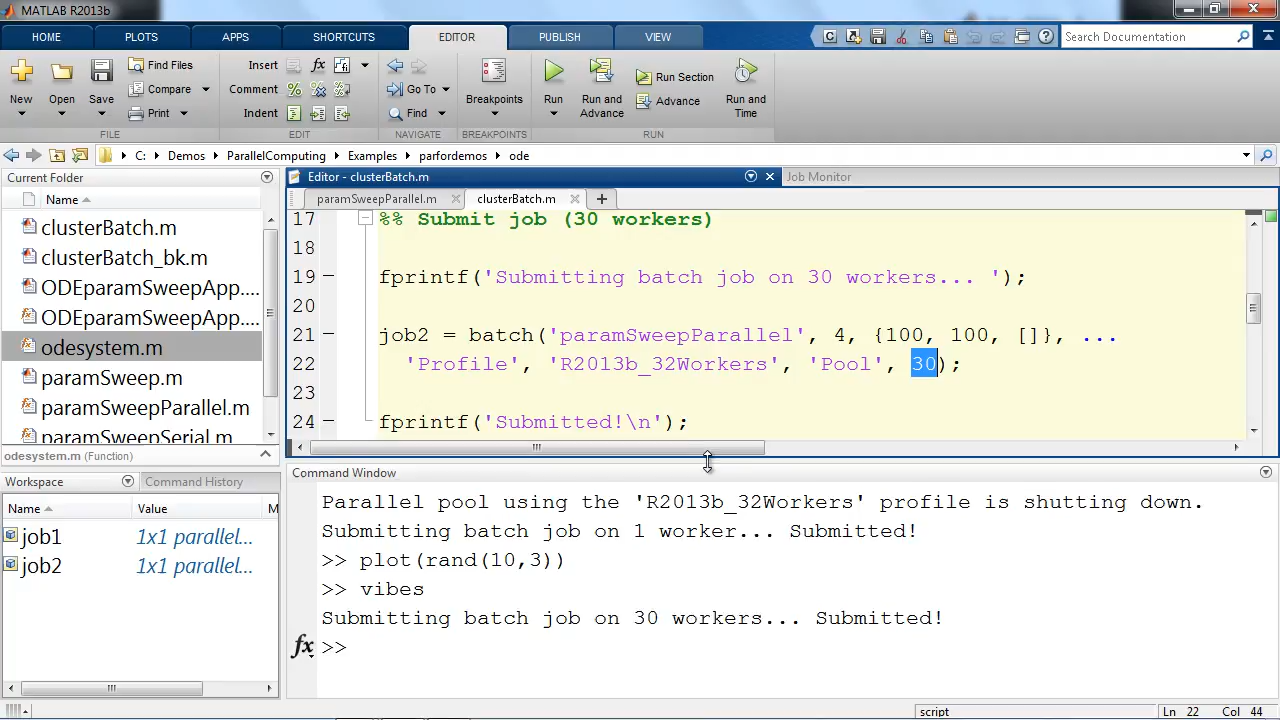 MATLAB R2013b
HOME
PLOTS
APPS
SHORTCUTS
EDITOR
PUBLISH
VIEW
Search Documentation
New
Open
Save
Find Files
Compare
Print
Insert
Comment
Indent
Go To
Find
Breakpoints
Run
Run and Advance
Run Section
Advance
Run and Time
FILE
EDIT
NAVIGATE
BREAKPOINTS
RUN
C: Demos ParallelComputing Examples parfordemos ode
Current Folder
Name
clusterBatch.m
clusterBatch_bk.m
ODEparamSweepApp....
ODEparamSweepApp....
odesystem.m
paramSweep.m
paramSweepParallel.m
paramSweepSerial.m
odesystem.m (Function)
Workspace
Command History
Name
Value
M
job1 1x1 parallel...
job2 1x1 parallel...
Editor - clusterBatch.m
Job Monitor
paramSweepParallel.m
clusterBatch.m
17 %% Submit job (30 workers)
18
19 fprintf('Submitting batch job on 30 workers... ');
20
21 job2 = batch('paramSweepParallel', 4, {100, 100, []}, ...
22 'Profile', 'R2013b_32Workers', 'Pool', 30);
23
24 fprintf('Submitted!\n');
Command Window
Parallel pool using the 'R2013b_32Workers' profile is shutting down.
Submitting batch job on 1 worker... Submitted!
>> plot(rand(10,3))
>> vibes
Submitting batch job on 30 workers... Submitted!
fx >>
script
Ln 22 Col 44